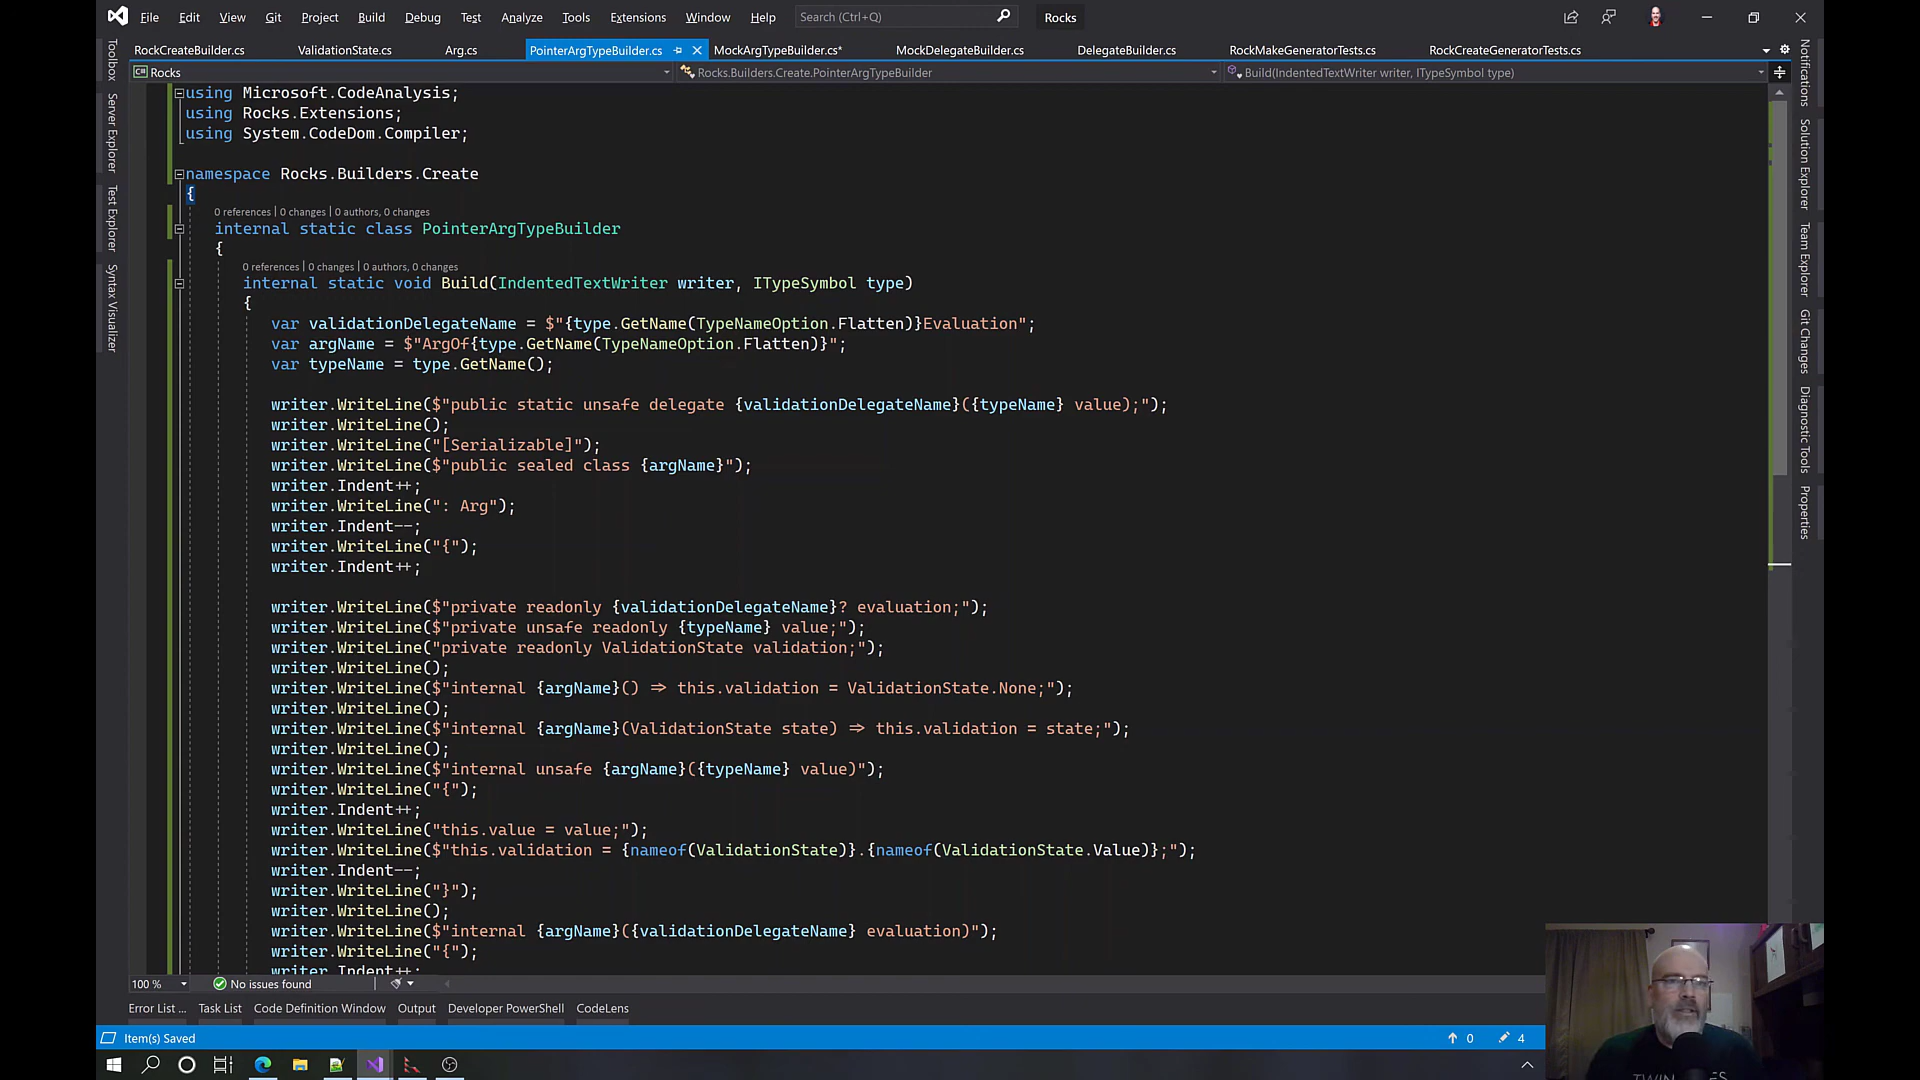 File Edit View Git Project Build Debug Test Analyze Tools Extensions Window Help Search (Ctrl+Q) Rocks
RockCreateBuilder.cs ValidationState.cs Arg.cs PointerArgTypeBuilder.cs MockArgTypeBuilder.cs* MockDelegateBuilder.cs DelegateBuilder.cs RockMakeGeneratorTests.cs RockCreateGeneratorTests.cs
C# Rocks Rocks.Builders.Create.PointerArgTypeBuilder Build(IndentedTextWriter writer, ITypeSymbol type)
Toolbox
Server Explorer
Test Explorer
Syntax Visualizer
using Microsoft.CodeAnalysis;
using Rocks.Extensions;
using System.CodeDom.Compiler;
namespace Rocks.Builders.Create
{
0 references | 0 changes | 0 authors, 0 changes
internal static class PointerArgTypeBuilder
{
0 references | 0 changes | 0 authors, 0 changes
internal static void Build(IndentedTextWriter writer, ITypeSymbol type)
{
var validationDelegateName = $"{type.GetName(TypeNameOption.Flatten)}Evaluation";
var argName = $"ArgOf{type.GetName(TypeNameOption.Flatten)}";
var typeName = type.GetName();
writer.WriteLine($"public static unsafe delegate {validationDelegateName}({typeName} value);");
writer.WriteLine();
writer.WriteLine("[Serializable]");
writer.WriteLine($"public sealed class {argName}");
writer.Indent++;
writer.WriteLine(": Arg");
writer.Indent--;
writer.WriteLine("{");
writer.Indent++;
writer.WriteLine($"private readonly {validationDelegateName}? evaluation;");
writer.WriteLine($"private unsafe readonly {typeName} value;");
writer.WriteLine("private readonly ValidationState validation;");
writer.WriteLine();
writer.WriteLine($"internal {argName}() => this.validation = ValidationState.None;");
writer.WriteLine();
writer.WriteLine($"internal {argName}(ValidationState state) => this.validation = state;");
writer.WriteLine();
writer.WriteLine($"internal unsafe {argName}({typeName} value)");
writer.WriteLine("{");
writer.Indent++;
writer.WriteLine("this.value = value;");
writer.WriteLine($"this.validation = {nameof(ValidationState)}.{nameof(ValidationState.Value)};");
writer.Indent--;
writer.WriteLine("}");
writer.WriteLine();
writer.WriteLine($"internal {argName}({validationDelegateName} evaluation)");
writer.WriteLine("{");
writer.Indent++;
Notifications
Solution Explorer
Team Explorer
Git Changes
Diagnostic Tools
Properties
100 % No issues found
Error List ... Task List Code Definition Window Output Developer PowerShell CodeLens
Item(s) Saved 0 4